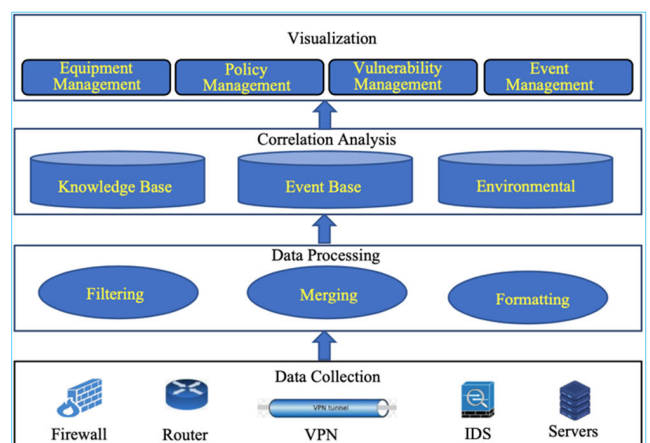 Visualization
Equipment
Management
Policy
Management
Vulnerability
Management
Event
Management
Correlation Analysis
Knowledge Base
Event Base
Environmental
Data Processing
Filtering
Merging
Formatting
Data Collection
VPN tunnel
Firewall
Router
VPN
IDS
Servers